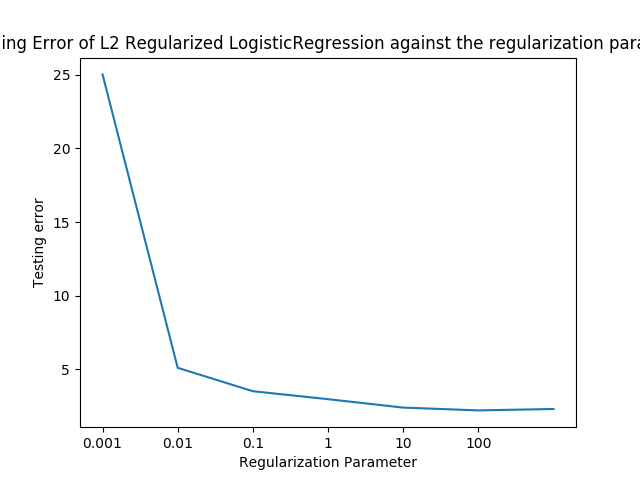 ing Error of L2 Regularized LogisticRegression against the regularization para
25
20
15
10
5
Testing error
0.001 0.01 0.1 1 10 100
Regularization Parameter